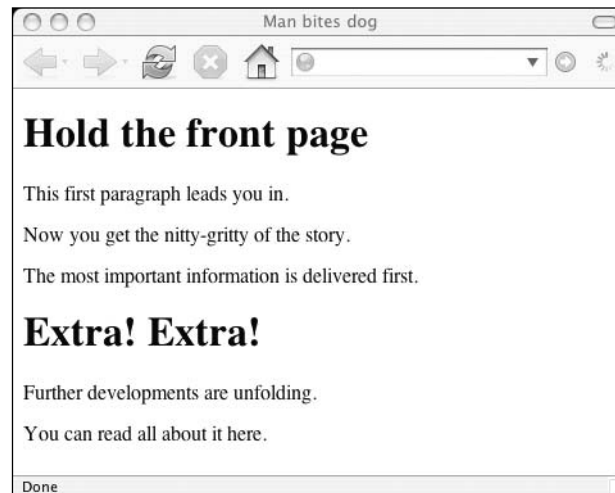 Man bites dog
Hold the front page
This first paragraph leads you in.
Now you get the nitty-gritty of the story.
The most important information is delivered first.
Extra! Extra!
Further developments are unfolding.
You can read all about it here.
Done